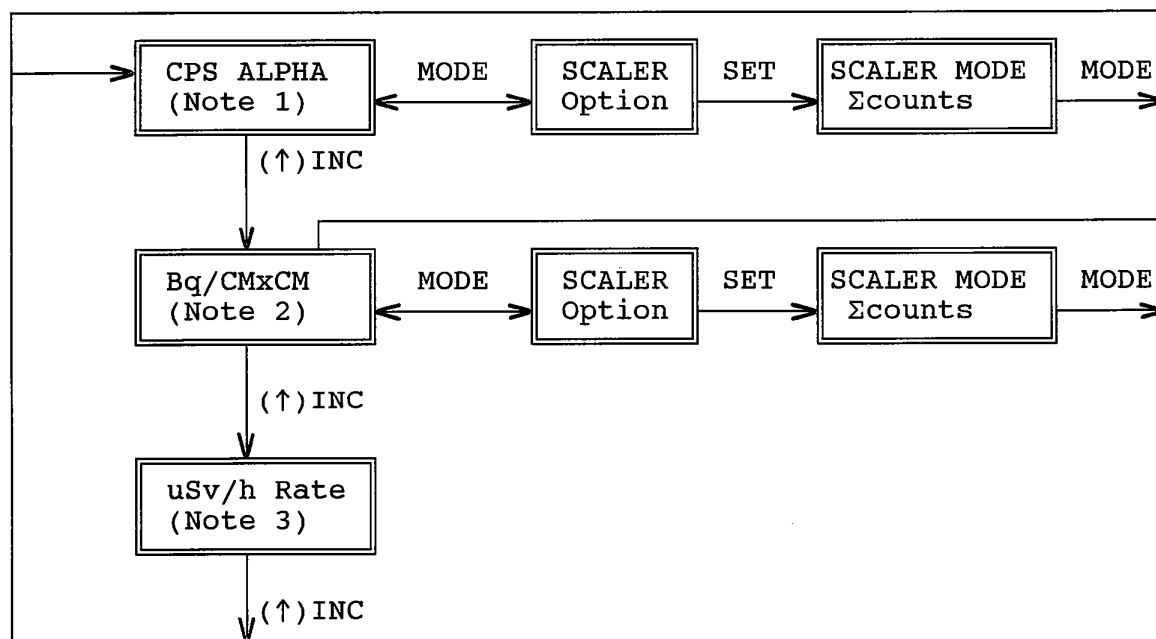 CPS ALPHA
(Note 1)
MODE
SCALER
Option
SET
SCALER MODE
Σcounts
MODE
(↑)INC
Bq/CMxCM
(Note 2)
MODE
SCALER
Option
SET
SCALER MODE
Σcounts
MODE
(↑)INC
uSv/h Rate
(Note 3)
(↑)INC